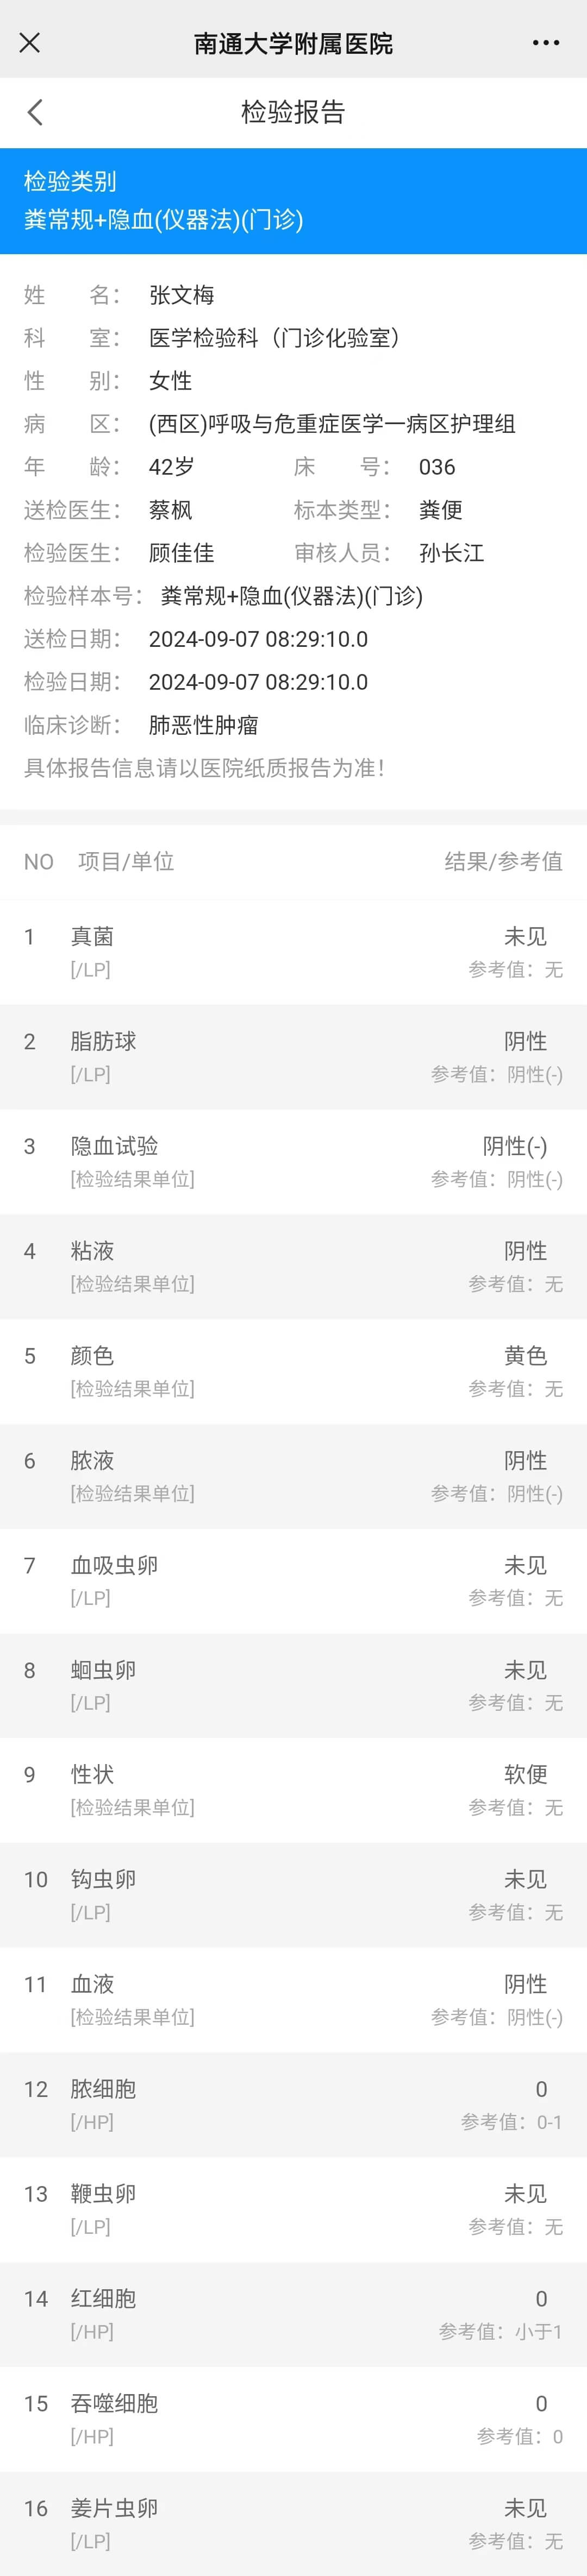 南通大学附属医院
检验报告
检验类别
粪常规+隐血(仪器法)(门诊)
姓 名： 张文梅
科 室： 医学检验科（门诊化验室）
性 别： 女性
病 区： (西区)呼吸与危重症医学一病区护理组
年 龄： 42岁 床 号： 036
送检医生： 蔡枫 标本类型： 粪便
检验医生： 顾佳佳 审核人员： 孙长江
检验样本号： 粪常规+隐血(仪器法)(门诊)
送检日期： 2024-09-07 08:29:10.0
检验日期： 2024-09-07 08:29:10.0
临床诊断： 肺恶性肿瘤
具体报告信息请以医院纸质报告为准！
NO 项目/单位 结果/参考值
1 真菌 未见
[/LP] 参考值：无
2 脂肪球 阴性
[/LP] 参考值：阴性(-)
3 隐血试验 阴性(-)
[检验结果单位] 参考值：阴性(-)
4 粘液 阴性
[检验结果单位] 参考值：无
5 颜色 黄色
[检验结果单位] 参考值：无
6 脓液 阴性
[检验结果单位] 参考值：阴性(-)
7 血吸虫卵 未见
[/LP] 参考值：无
8 蛔虫卵 未见
[/LP] 参考值：无
9 性状 软便
[检验结果单位] 参考值：无
10 钩虫卵 未见
[/LP] 参考值：无
11 血液 阴性
[检验结果单位] 参考值：阴性(-)
12 脓细胞 0
[/HP] 参考值：0-1
13 鞭虫卵 未见
[/LP] 参考值：无
14 红细胞 0
[/HP] 参考值：小于1
15 吞噬细胞 0
[/HP] 参考值：0
16 姜片虫卵 未见
[/LP] 参考值：无